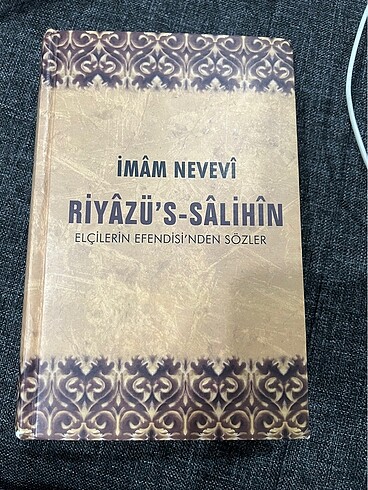 İMÂM NEVEVÎ
RİYÂZÜ'S-SÂLİHÎN
ELÇİLERİN EFENDİSİ'NDEN SÖZLER